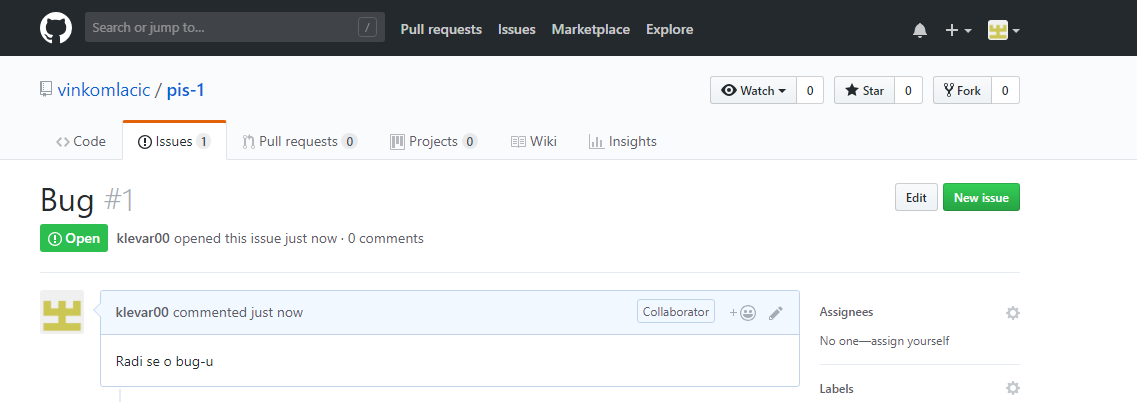 Search or jump to... / Pull requests Issues Marketplace Explore
vinkomlacic / pis-1 Watch 0 Star 0 Fork 0
Code Issues 1 Pull requests 0 Projects 0 Wiki Insights
Bug #1 Edit New issue
Open klevar00 opened this issue just now · 0 comments
klevar00 commented just now Collaborator + Assignees
No one—assign yourself
Radi se o bug-u
Labels